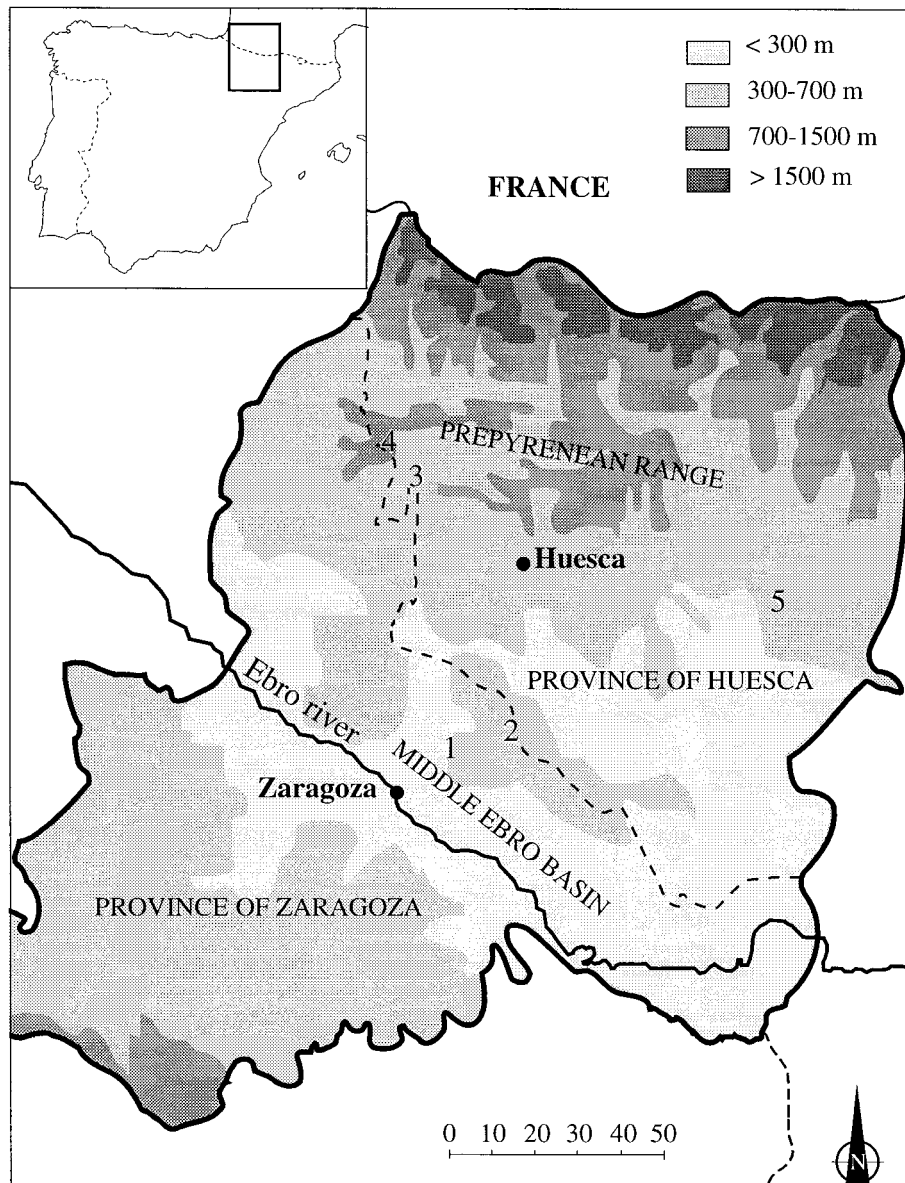 < 300 m
300-700 m
700-1500 m
> 1500 m
FRANCE
4
PREPYRENEAN RANGE
3
Huesca
5
Ebro river
PROVINCE OF HUESCA
1
2
MIDDLE EBRO BASIN
Zaragoza
PROVINCE OF ZARAGOZA
0 10 20 30 40 50
N